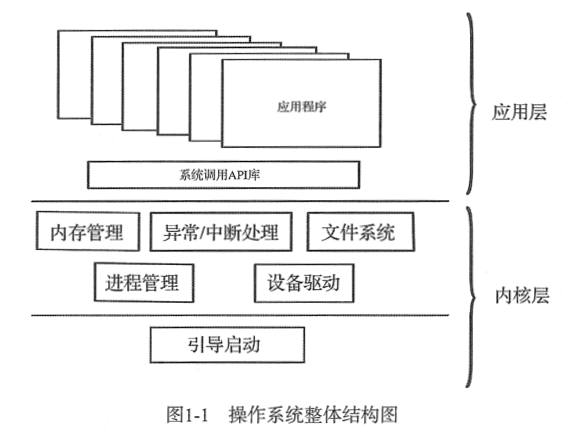 应用程序
应用层
系统调用API库
内存管理 异常/中断处理 文件系统
进程管理 设备驱动
内核层
引导启动
图1-1 操作系统整体结构图